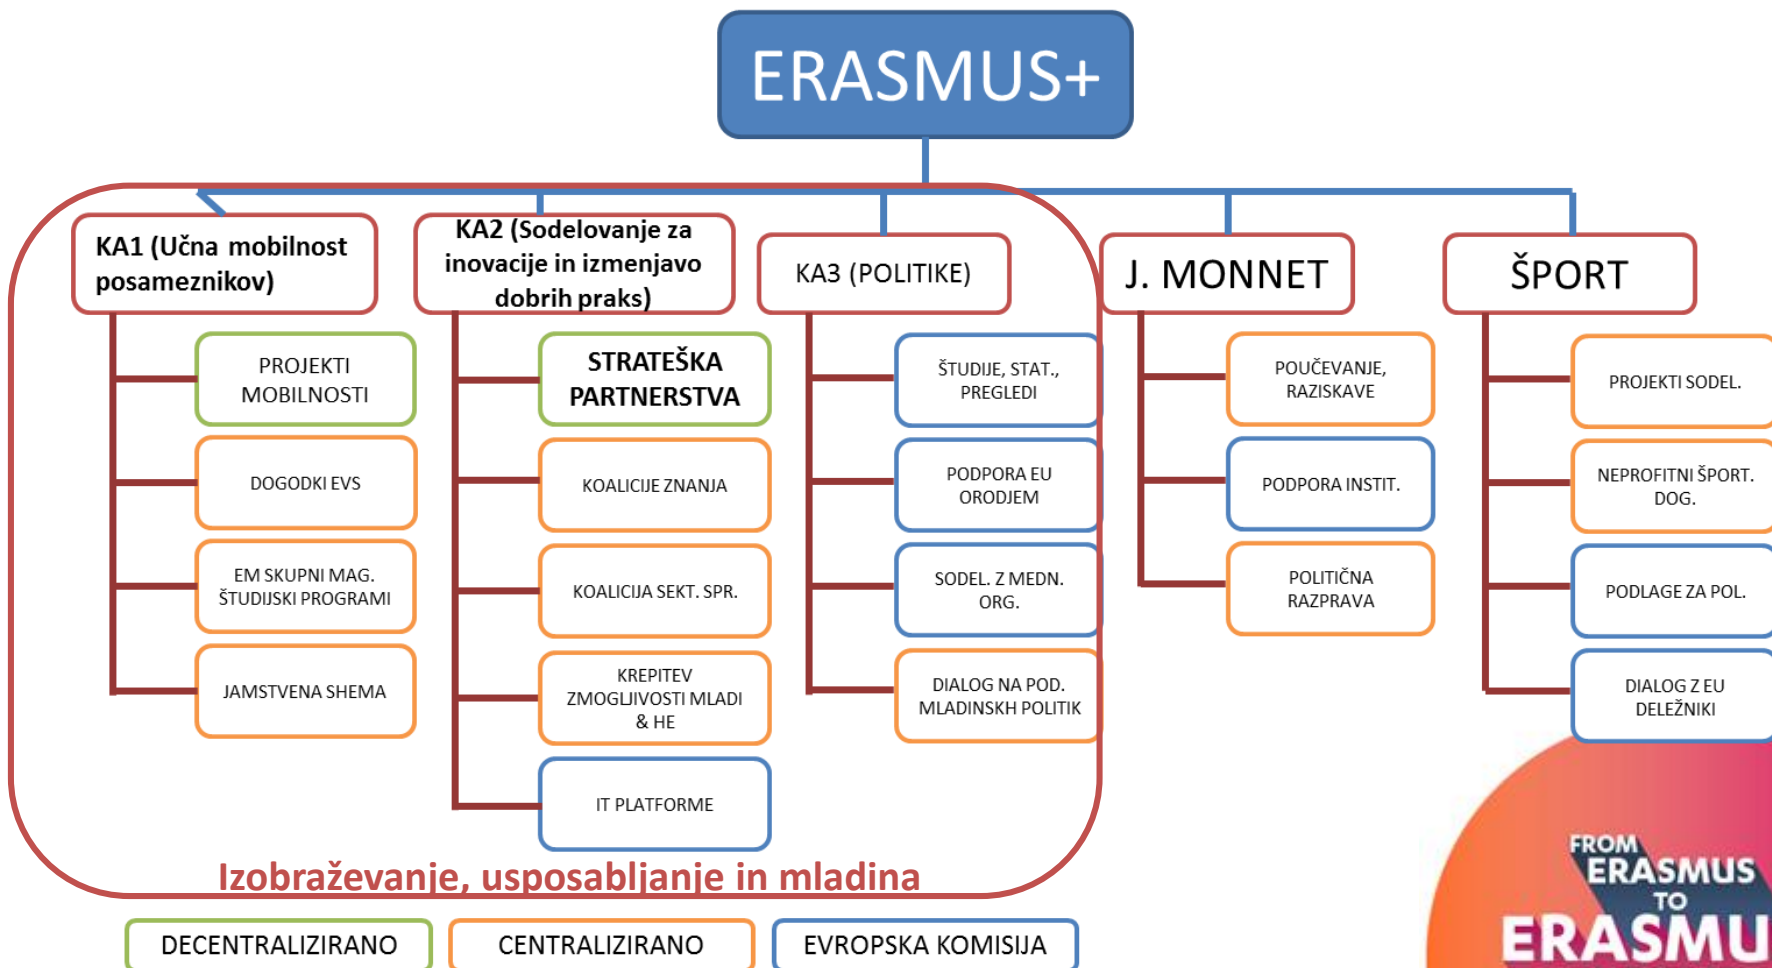 ERASMUS+
KA1 (Učna mobilnost
posameznikov)
PROJEKTI
MOBILNOSTI
DOGODKI EVS
EM SKUPNI MAG.
ŠTUDIJSKI PROGRAMI
JAMSTVENA SHEMA
KA2 (Sodelovanje za
inovacije in izmenjavo
dobrih praks)
STRATEŠKA
PARTNERSTVA
KOALICIJE ZNANJA
KOALICIJA SEKT. SPR.
KREPITEV
ZMOGLJIVOSTI MLADI
& HE
IT PLATFORME
KA3 (POLITIKE)
ŠTUDIJE, STAT.,
PREGLEDI
PODPORA EU
ORODJEM
SODEL. Z MEDN.
ORG.
DIALOG NA POD.
MLADINSKH POLITIK
J. MONNET
POUČEVANJE,
RAZISKAVE
PODPORA INSTIT.
POLITIČNA
RAZPRAVA
ŠPORT
PROJEKTI SODEL.
NEPROFITNI ŠPORT.
DOG.
PODLAGE ZA POL.
DIALOG Z EU
DELEŽNIKI
Izobraževanje, usposabljanje in mladina
DECENTRALIZIRANO
CENTRALIZIRANO
EVROPSKA KOMISIJA
FROM
ERASMUS
TO
ERASMU